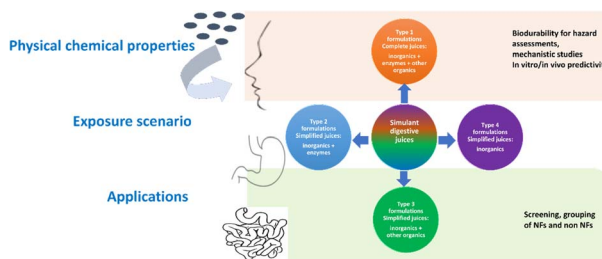 Physical chemical properties
Exposure scenario
Applications
Type 1
formulations
Complete juices:
inorganics +
enzymes + other
organics
Type 2
formulations
Simplified juices:
inorganics +
enzymes
Simulant
digestive
juices
Type 4
formulations
Simplified juices:
inorganics
Type 3
formulations
Simplified juices:
inorganics +
other organics
Biodurability for hazard
assessments,
mechanistic studies
In vitro/in vivo predictivi
Screening, grouping
of NFs and non NFs